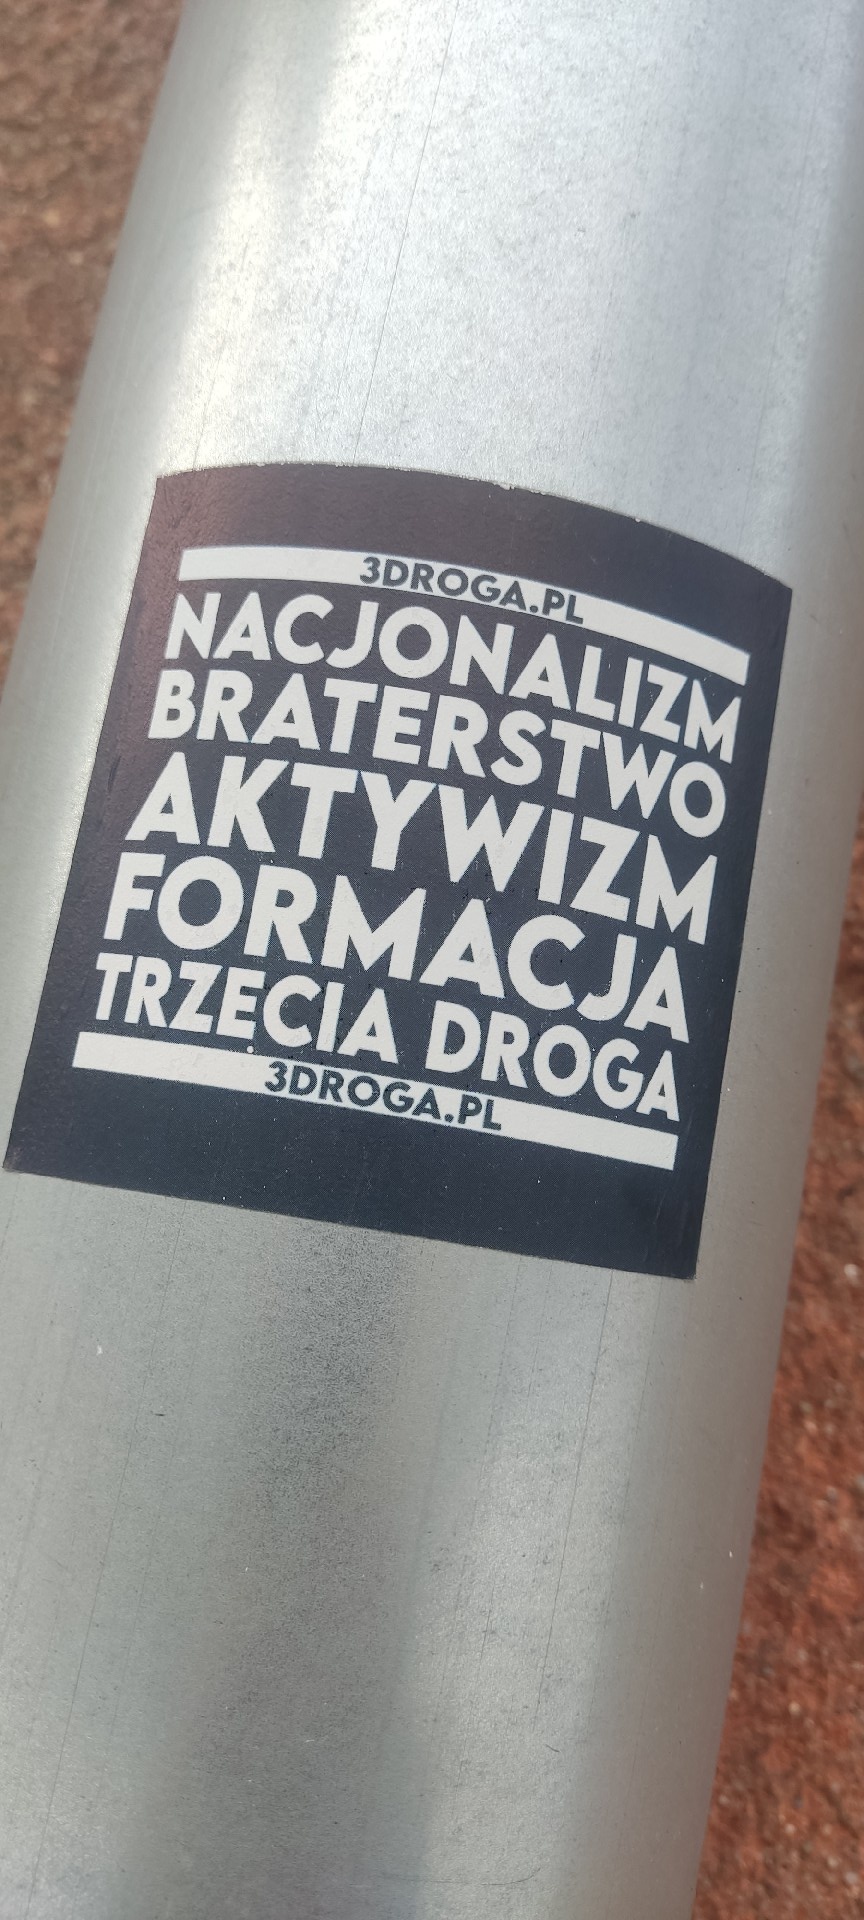 3DROGA.PL
NACJONALIZM
BRATERSTWO
AKTYWIZM
FORMACJA
TRZECIA DROGA
3DROGA.PL